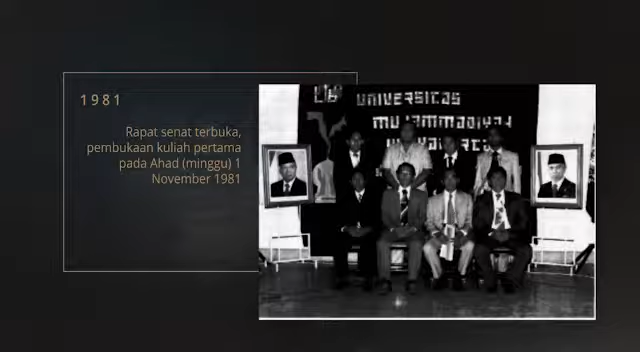 1981
Rapat senat terbuka,
pembukaan kuliah pertama
pada Ahad (minggu) 1
November 1981
UNIVERSITAS